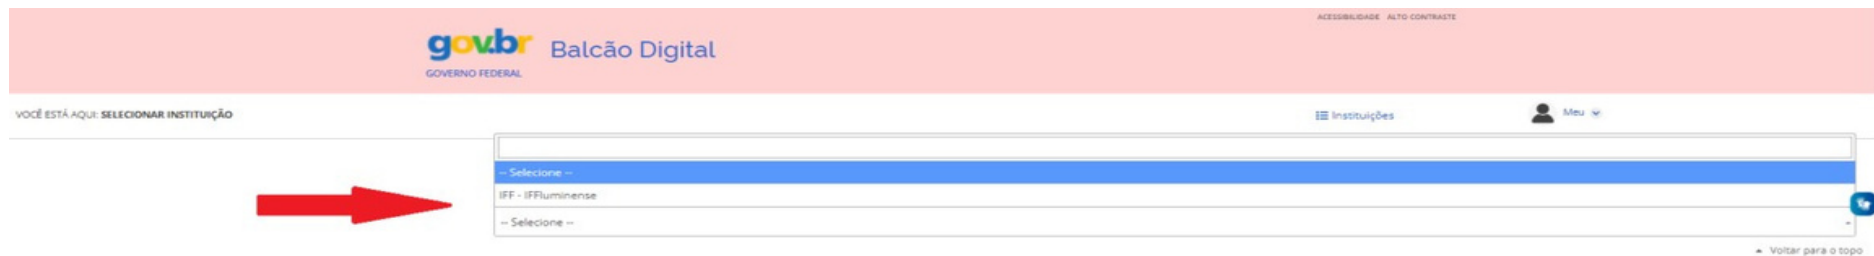 ACESSIBILIDADE ALTO CONTRASTE
gov.br Balcão Digital
GOVERNO FEDERAL
VOCÊ ESTÁ AQUI: SELECIONAR INSTITUIÇÃO
Instituições
Meu
-- Selecione --
IFF - IFFluminense
-- Selecione --
Voltar para o topo